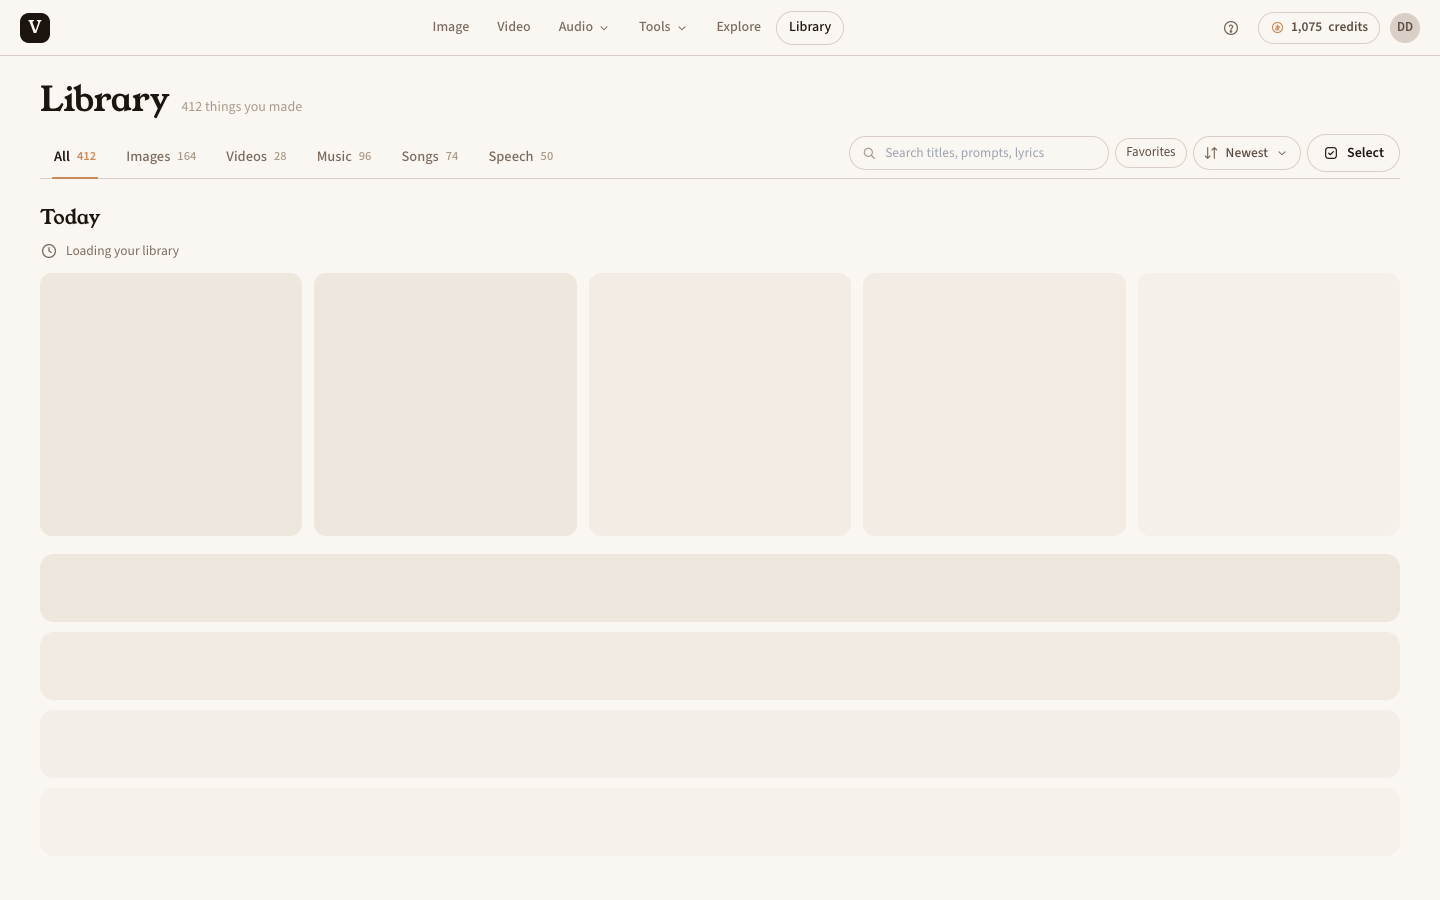 V
Image Video Audio Tools Explore Library
1,075 credits DD
Library 412 things you made
All 412 Images 164 Videos 28 Music 96 Songs 74 Speech 50
Search titles, prompts, lyrics Favorites Newest Select
Today
Loading your library